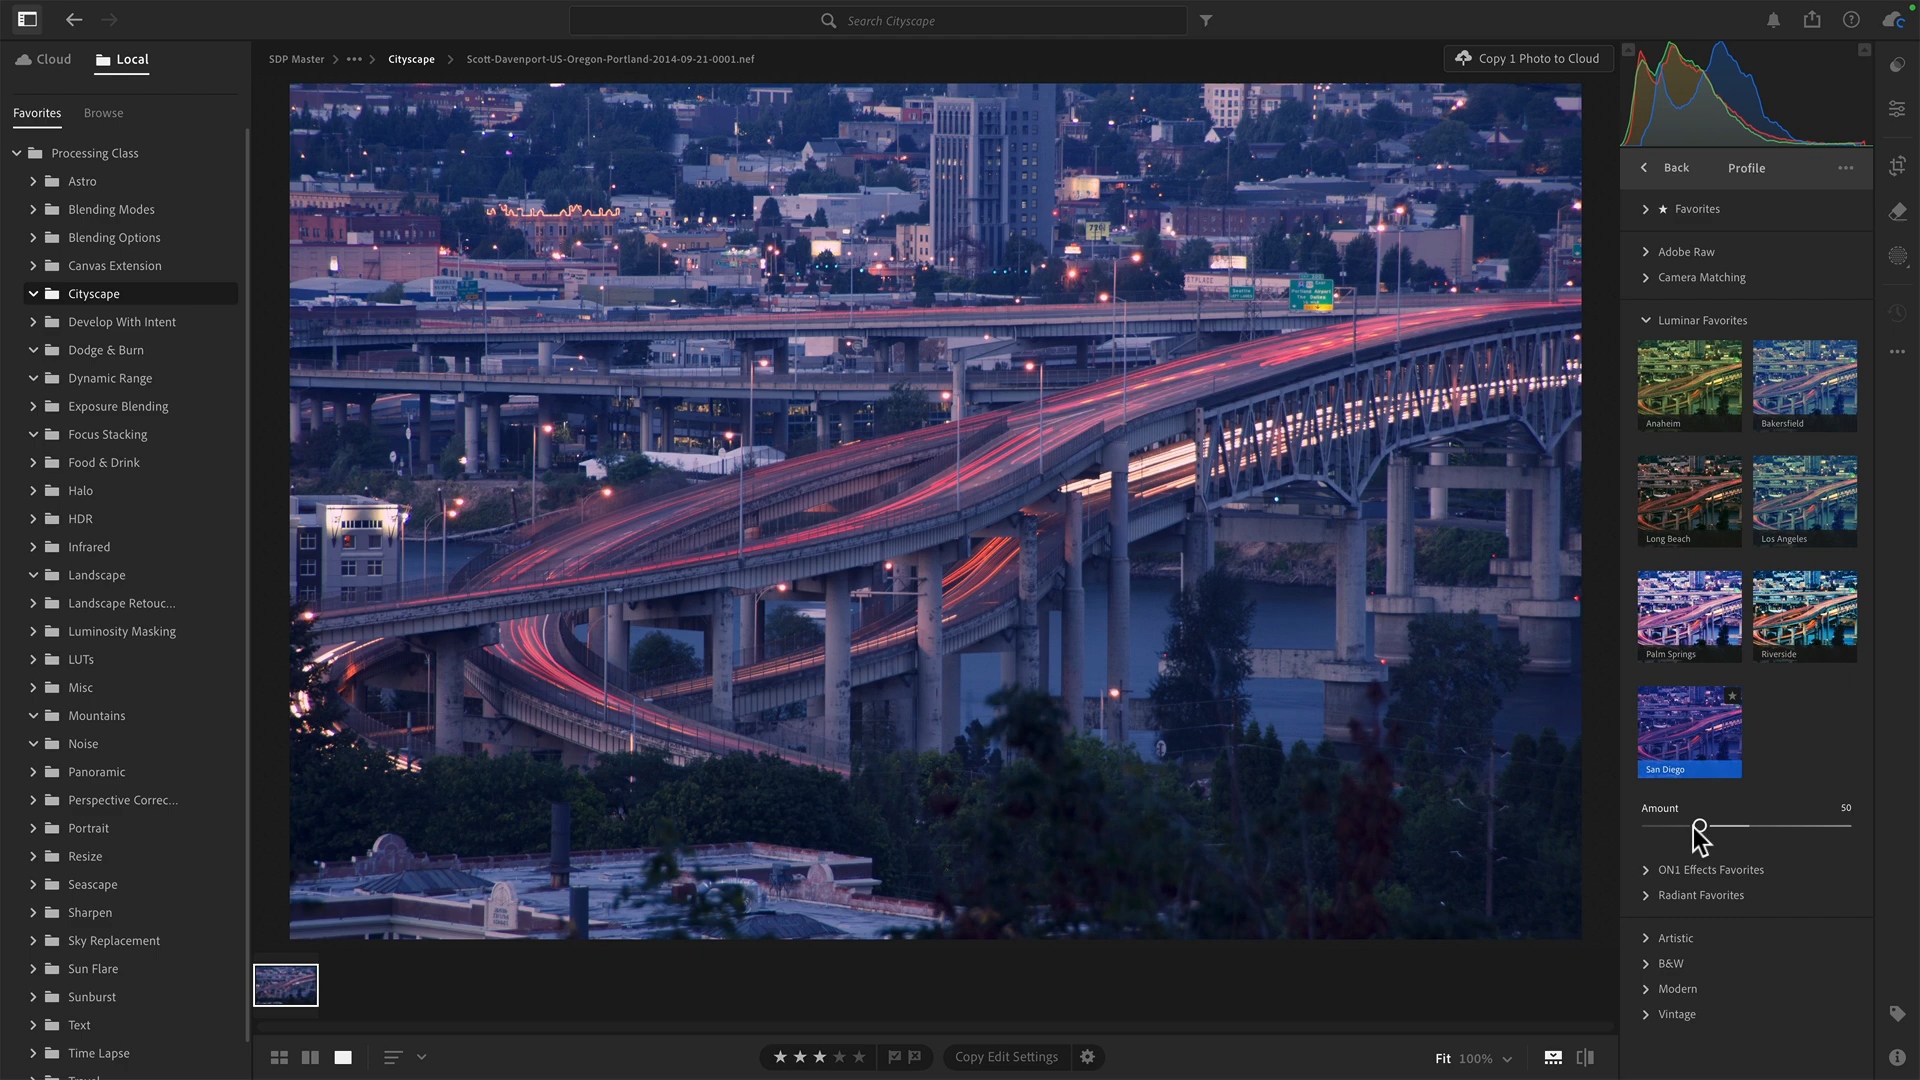 Search Cityscape
Cloud
Local
SDP Master
Cityscape
Scott-Davenport-US-Oregon-Portland-2014-09-21-0001.nef
Copy 1 Photo to Cloud
Favorites
Browse
Processing Class
Astro
Blending Modes
Blending Options
Canvas Extension
Cityscape
Develop With Intent
Dodge & Burn
Dynamic Range
Exposure Blending
Focus Stacking
Food & Drink
Halo
HDR
Infrared
Landscape
Landscape Retouc...
Luminosity Masking
LUTs
Misc
Mountains
Noise
Panoramic
Perspective Correc...
Portrait
Resize
Seascape
Sharpen
Sky Replacement
Sun Flare
Sunburst
Text
Time Lapse
Seattle
Portland Airport
The Dalles
Back
Profile
Favorites
Adobe Raw
Camera Matching
Luminar Favorites
Anaheim
Bakersfield
Long Beach
Los Angeles
Palm Springs
Riverside
San Diego
Amount
50
ON1 Effects Favorites
Radiant Favorites
Artistic
B&W
Modern
Vintage
Copy Edit Settings
Fit
100%